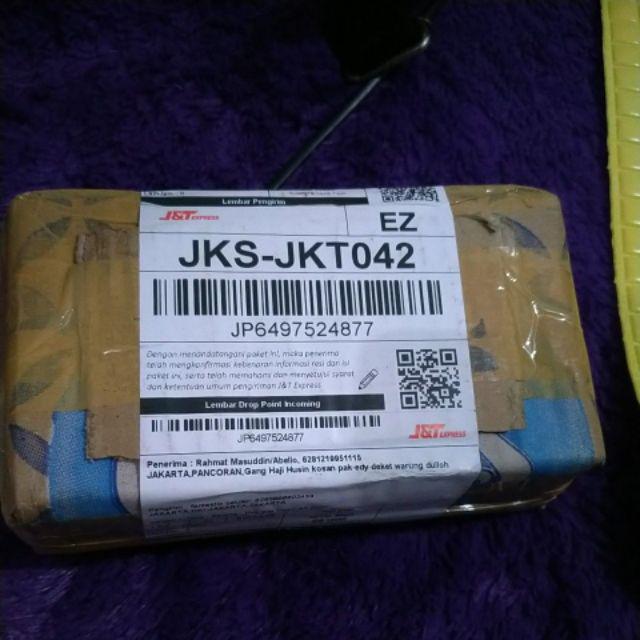 Lembar Pengirim
J&T EXPRESS
EZ
JKS-JKT042
JP6497524877
Dengan menandatangani paket ini, maka penerima
telah mengkonfirmasi kebenaran informasi resi dan isi
paket ini, serta telah memahami dan menyetujui syarat
dan ketentuan umum pengiriman J&T Express.
Lembar Drop Point Incoming
JP6497524877
J&T EXPRESS
Penerima : Rahmat Masuddin/Abelio, 6281219951115
JAKARTA,PANCORAN,Gang Haji Husin kosan pak edy deket warung duiloh